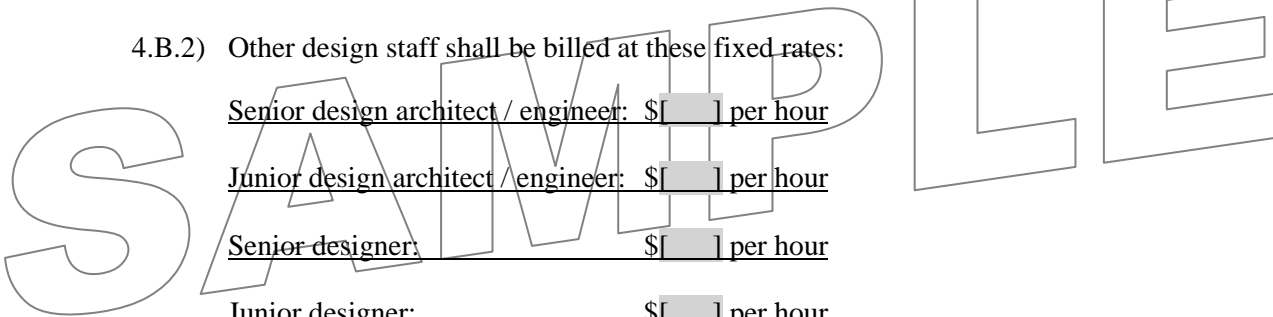 4.B.2) Other design staff shall be billed at these fixed rates:
Senior design architect / engineer: $[ ] per hour
Junior design architect / engineer: $[ ] per hour
Senior designer: $[ ] per hour
Junior designer: $[ ] per hour
SAMPLE